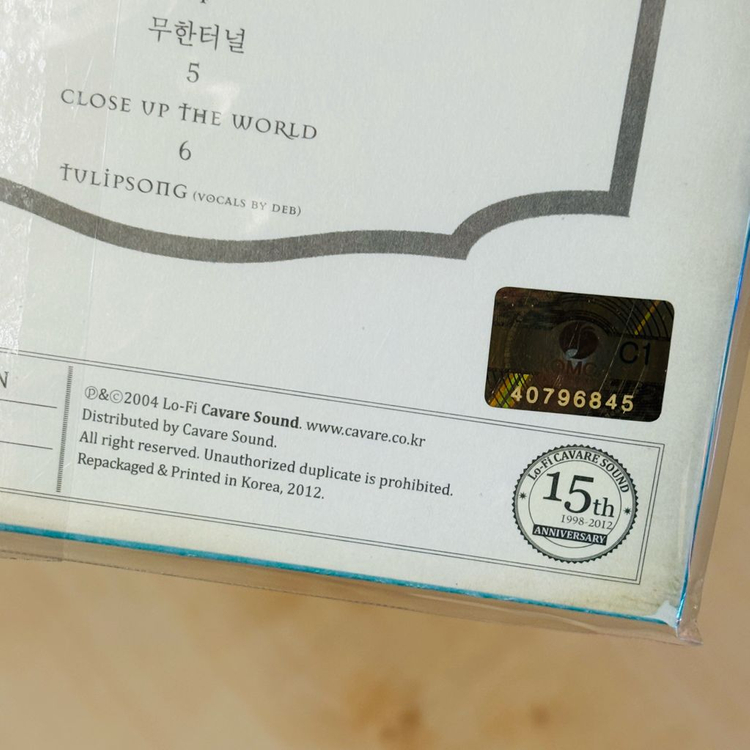 무한터널
5
CLOSE UP THE WORLD
6
TULIPSONG (VOCALS BY DEB)
KOMCA C1
40796845
N
℗&©2004 Lo-Fi Cavare Sound. www.cavare.co.kr
Distributed by Cavare Sound.
All right reserved. Unauthorized duplicate is prohibited.
Repackaged & Printed in Korea, 2012.
Lo-Fi CAVARE SOUND
15th
1998-2012
ANNIVERSARY